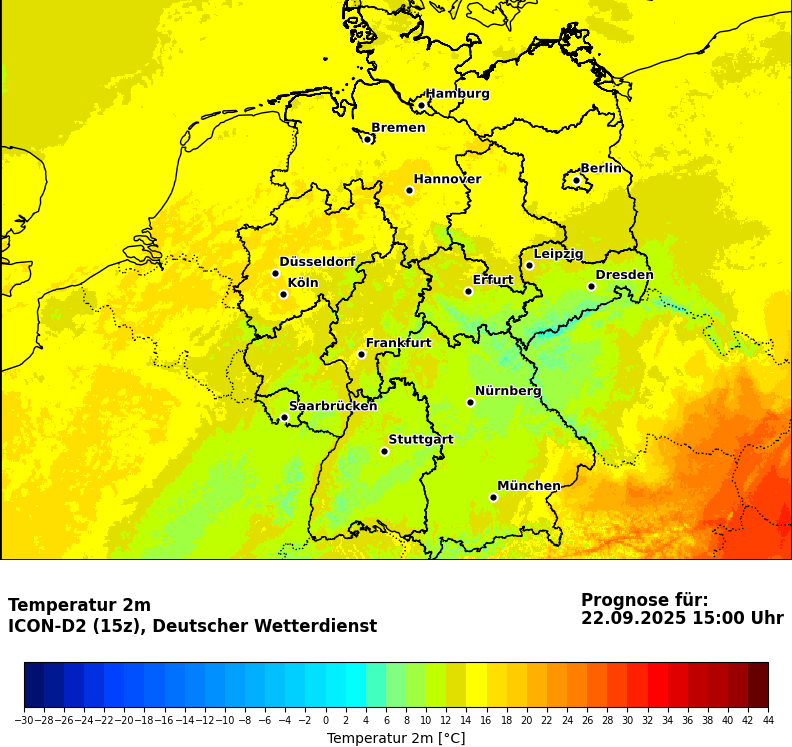 Hamburg
Bremen
Berlin
Hannover
Leipzig
Düsseldorf
Dresden
Köln
Erfurt
Frankfurt
Nürnberg
Saarbrücken
Stuttgart
München
Temperatur 2m
ICON-D2 (15z), Deutscher Wetterdienst
Prognose für:
22.09.2025 15:00 Uhr
−30 −28 −26 −24 −22 −20 −18 −16 −14 −12 −10 −8 −6 −4 −2 0 2 4 6 8 10 12 14 16 18 20 22 24 26 28 30 32 34 36 38 40 42 44
Temperatur 2m [°C]